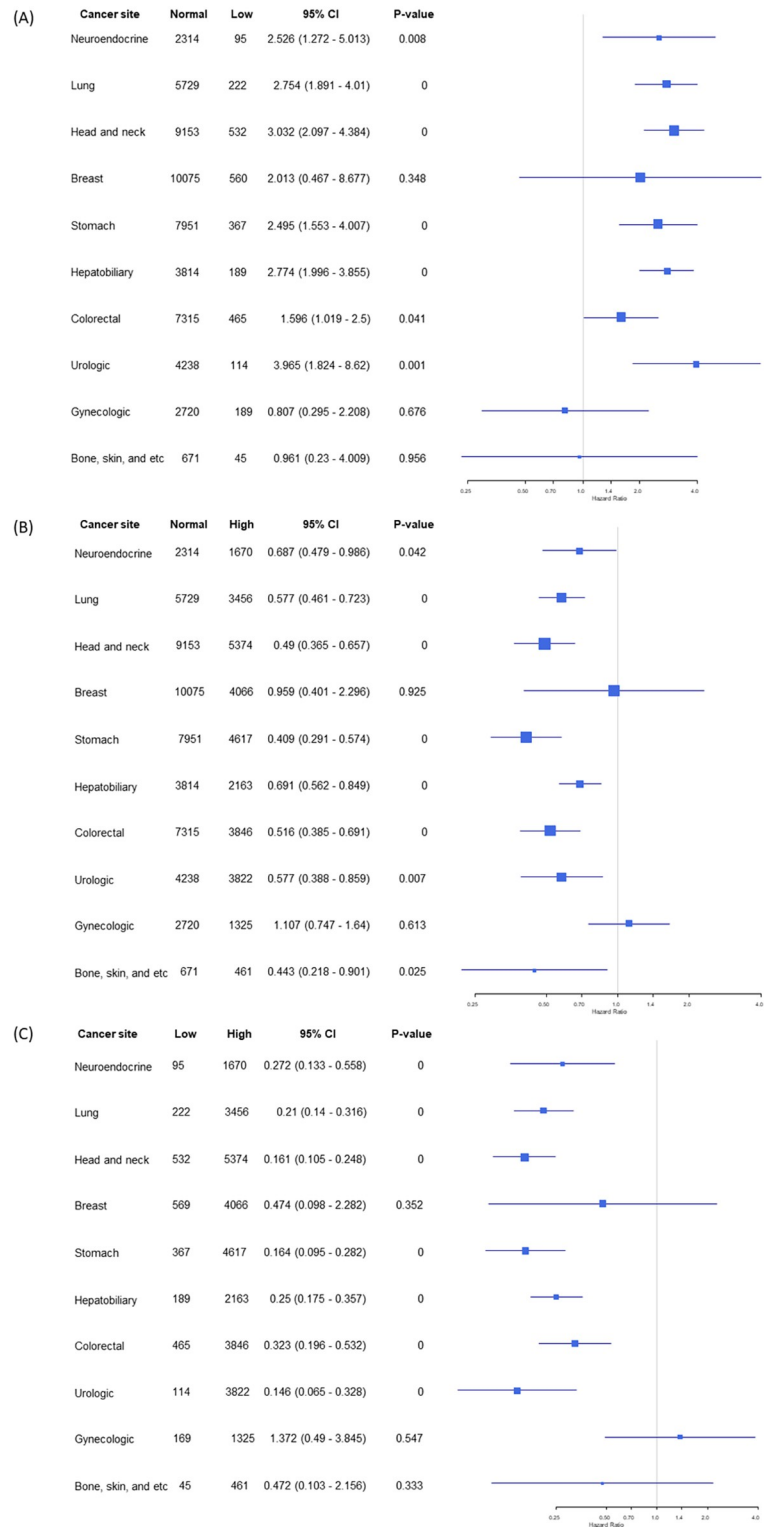 (A)
Cancer site Normal Low 95% CI P-value
Neuroendocrine 2314 95 2.526 (1.272 - 5.013) 0.008
Lung 5729 222 2.754 (1.891 - 4.01) 0
Head and neck 9153 532 3.032 (2.097 - 4.384) 0
Breast 10075 560 2.013 (0.467 - 8.677) 0.348
Stomach 7951 367 2.495 (1.553 - 4.007) 0
Hepatobiliary 3814 189 2.774 (1.996 - 3.855) 0
Colorectal 7315 465 1.596 (1.019 - 2.5) 0.041
Urologic 4238 114 3.965 (1.824 - 8.62) 0.001
Gynecologic 2720 189 0.807 (0.295 - 2.208) 0.676
Bone, skin, and etc 671 45 0.961 (0.23 - 4.009) 0.956
0.25 0.50 0.70 1.0 1.4 2.0 4.0
Hazard Ratio
(B)
Cancer site Normal High 95% CI P-value
Neuroendocrine 2314 1670 0.687 (0.479 - 0.986) 0.042
Lung 5729 3456 0.577 (0.461 - 0.723) 0
Head and neck 9153 5374 0.49 (0.365 - 0.657) 0
Breast 10075 4066 0.959 (0.401 - 2.296) 0.925
Stomach 7951 4617 0.409 (0.291 - 0.574) 0
Hepatobiliary 3814 2163 0.691 (0.562 - 0.849) 0
Colorectal 7315 3846 0.516 (0.385 - 0.691) 0
Urologic 4238 3822 0.577 (0.388 - 0.859) 0.007
Gynecologic 2720 1325 1.107 (0.747 - 1.64) 0.613
Bone, skin, and etc 671 461 0.443 (0.218 - 0.901) 0.025
0.25 0.50 0.70 1.0 1.4 2.0 4.0
Hazard Ratio
(C)
Cancer site Low High 95% CI P-value
Neuroendocrine 95 1670 0.272 (0.133 - 0.558) 0
Lung 222 3456 0.21 (0.14 - 0.316) 0
Head and neck 532 5374 0.161 (0.105 - 0.248) 0
Breast 569 4066 0.474 (0.098 - 2.282) 0.352
Stomach 367 4617 0.164 (0.095 - 0.282) 0
Hepatobiliary 189 2163 0.25 (0.175 - 0.357) 0
Colorectal 465 3846 0.323 (0.196 - 0.532) 0
Urologic 114 3822 0.146 (0.065 - 0.328) 0
Gynecologic 169 1325 1.372 (0.49 - 3.845) 0.547
Bone, skin, and etc 45 461 0.472 (0.103 - 2.156) 0.333
0.25 0.50 0.70 1.0 1.4 2.0 4.0
Hazard Ratio